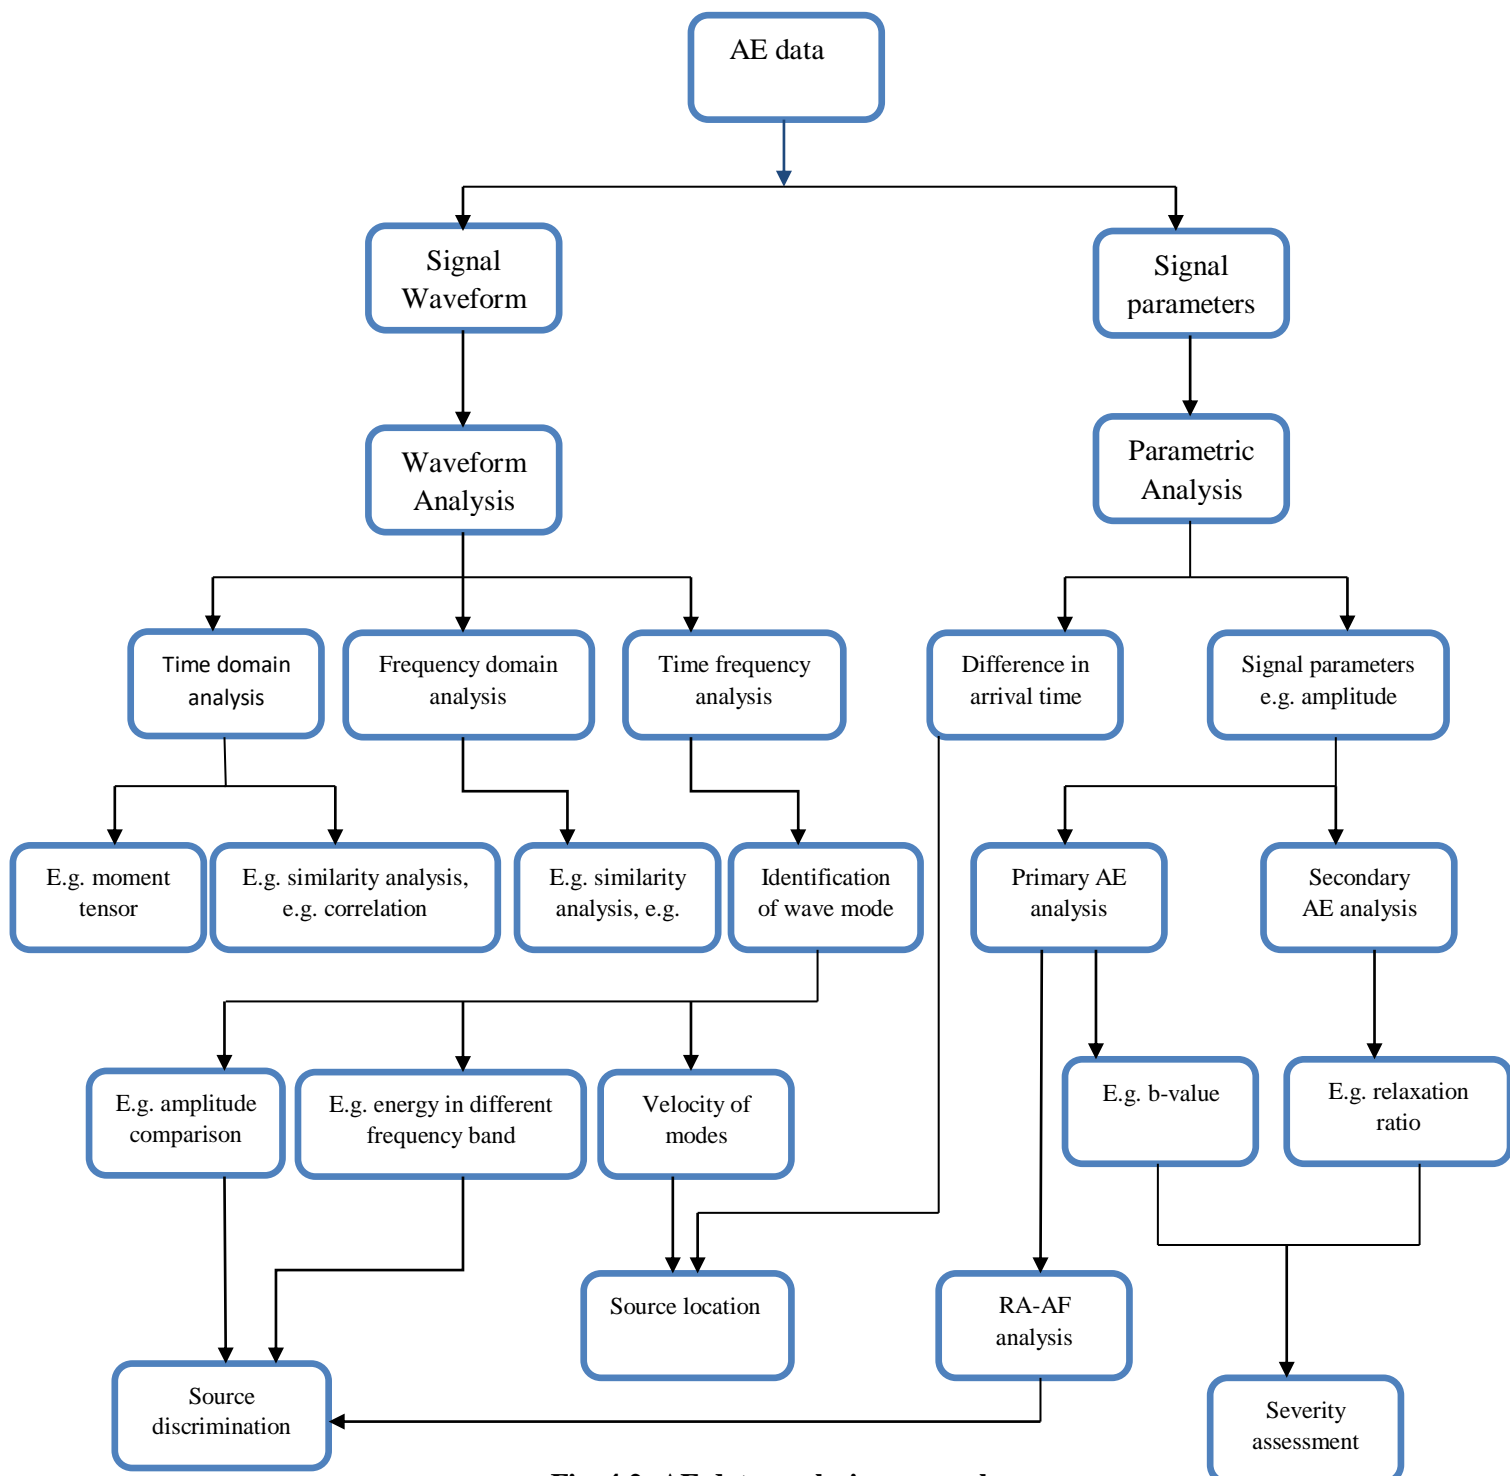 AE data
Signal
Waveform
Signal
parameters
Waveform
Analysis
Parametric
Analysis
Time domain
analysis
Frequency domain
analysis
Time frequency
analysis
Difference in
arrival time
Signal parameters
e.g. amplitude
E.g. moment
tensor
E.g. similarity analysis,
e.g. correlation
E.g. similarity
analysis, e.g.
Identification
of wave mode
Primary AE
analysis
Secondary
AE analysis
E.g. amplitude
comparison
E.g. energy in different
frequency band
Velocity of
modes
E.g. b-value
E.g. relaxation
ratio
Source location
RA-AF
analysis
Source
discrimination
Severity
assessment